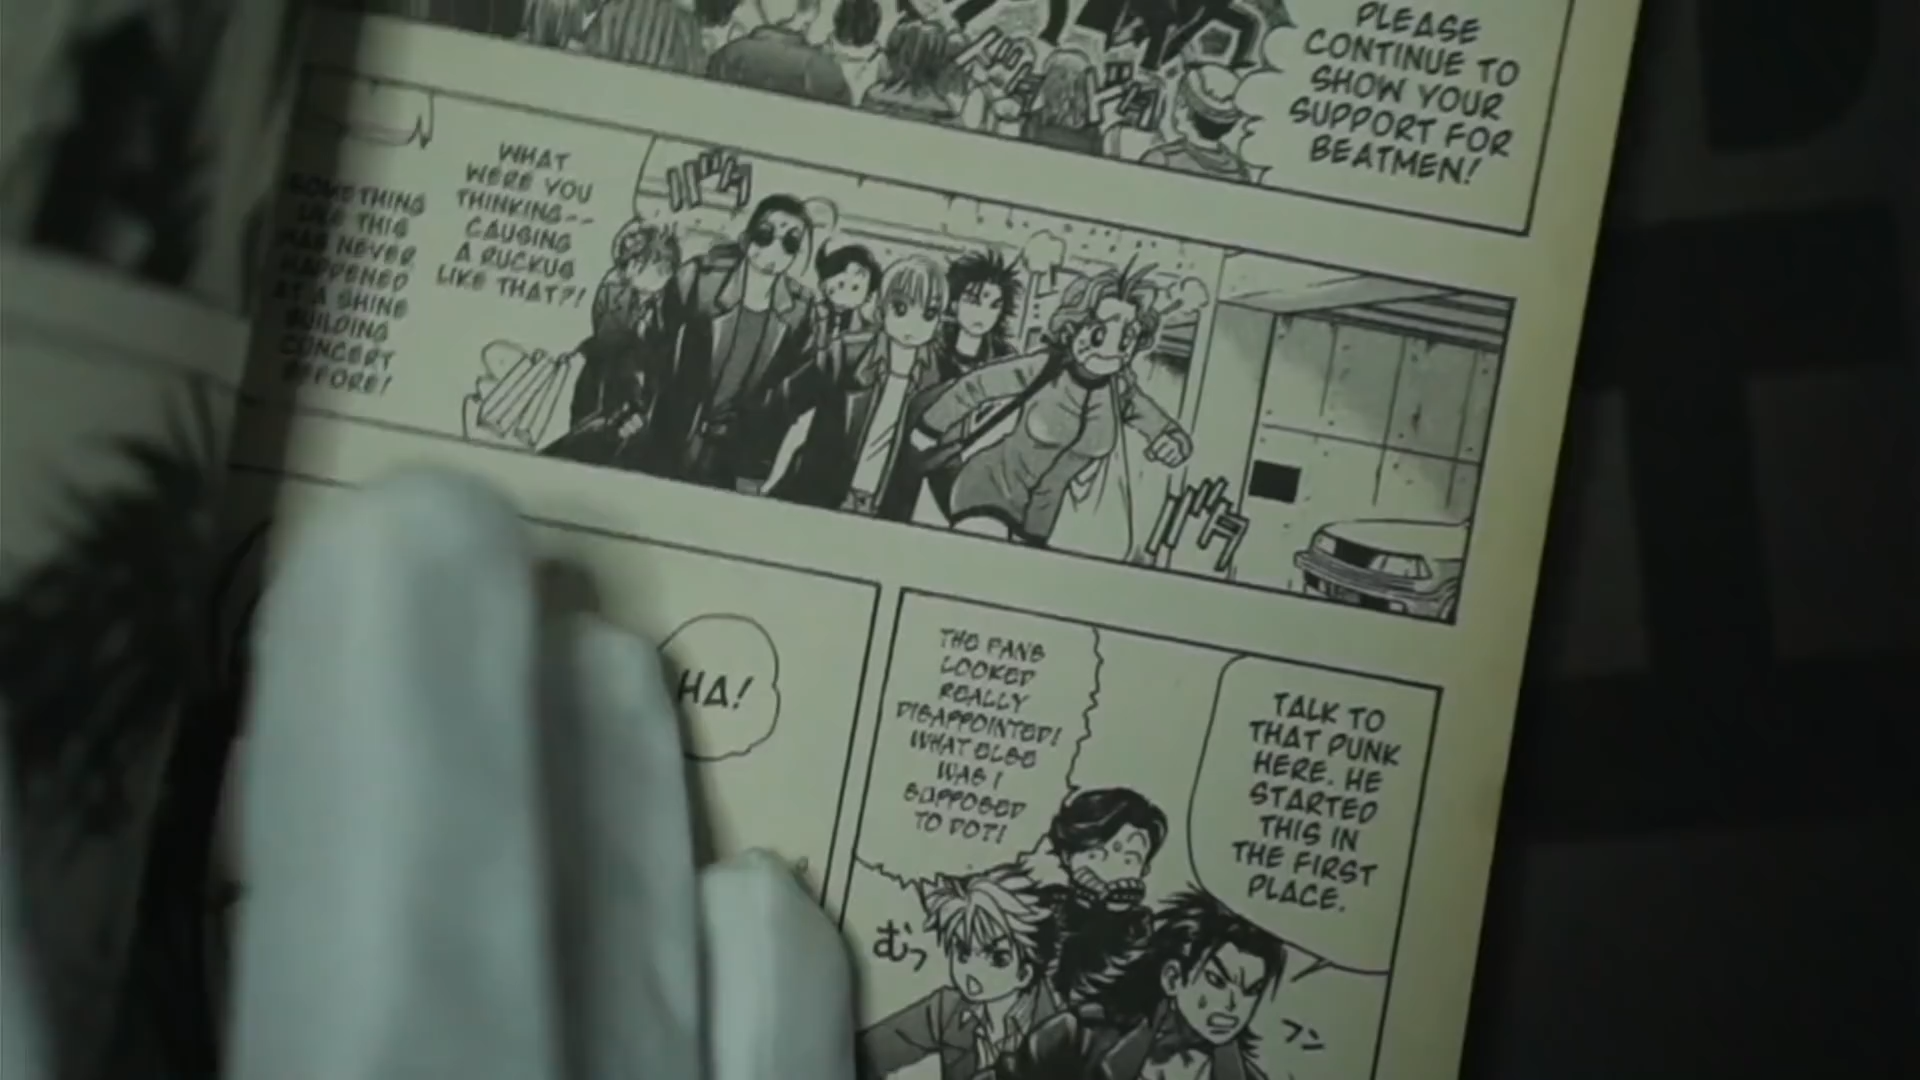 PLEASE
CONTINUE TO
SHOW YOUR
SUPPORT FOR
BEATMEN!
WHAT
WERE YOU
THINKING--
CAUSING
A RUCKUS
LIKE THAT?!
SOMETHING
LIKE THIS
HAS NEVER
HAPPENED
AT A SHINE
BUILDING
CONCERT
BEFORE!
TALK TO
THAT PUNK
HERE. HE
STARTED
THIS IN
THE FIRST
PLACE.
THE FANS
LOOKED
REALLY
DISAPPOINTED!
WHAT ELSE
WAS I
SUPPOSED
TO DO?!
むっ
フン
HA!